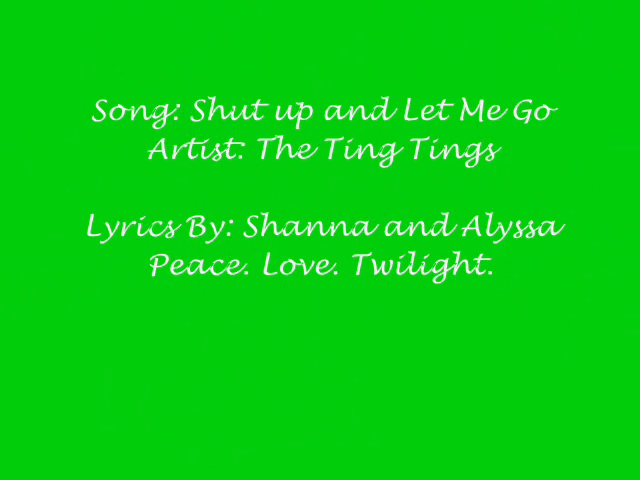 Song: Shut up and Let Me Go
Artist: The Ting Tings
Lyrics By: Shanna and Alyssa
Peace. Love. Twilight.